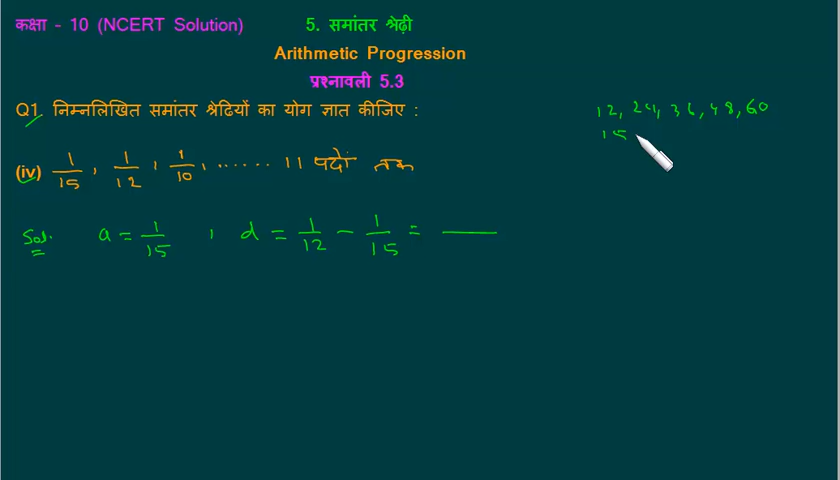 कक्षा - 10 (NCERT Solution) 5. समांतर श्रेढ़ी
Arithmetic Progression
प्रश्नावली 5.3
Q1. निम्नलिखित समांतर श्रेढियों का योग ज्ञात कीजिए :
12, 24, 36, 48, 60
15
(iv) 1/15, 1/12, 1/10, ....... 11 पदों तक
Sol. a = 1/15 , d = 1/12 - 1/15 = ___